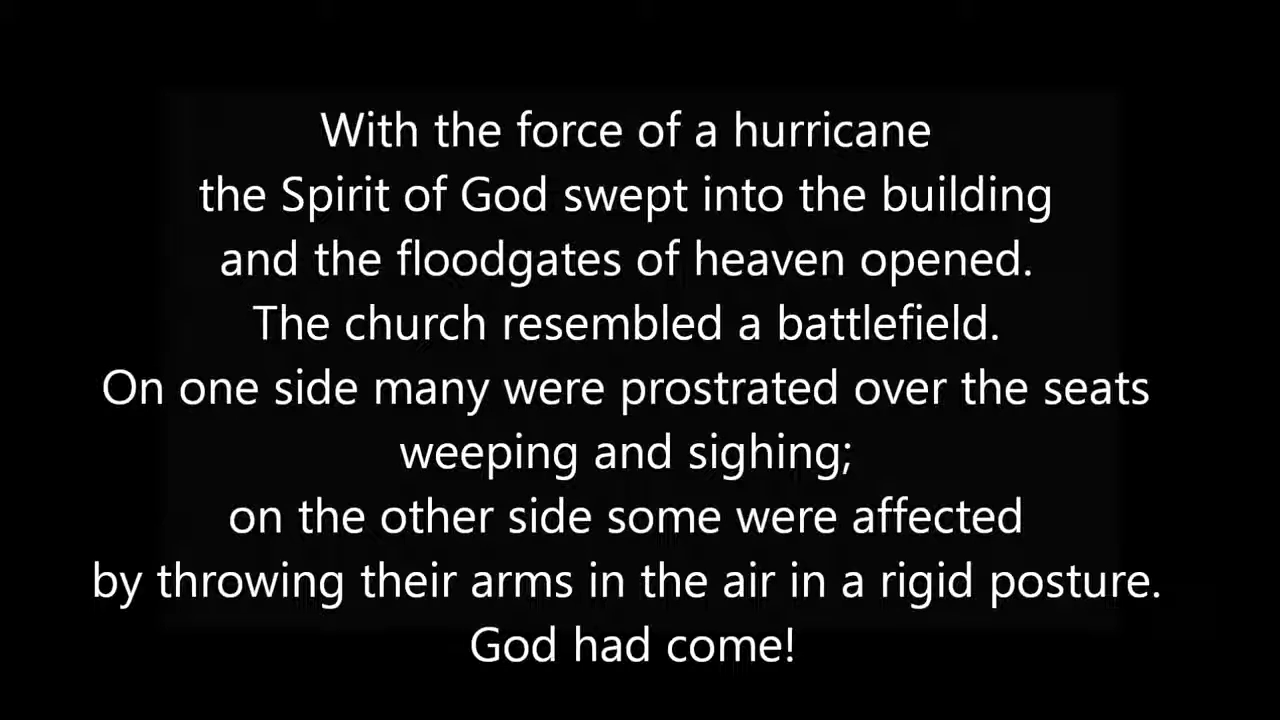 With the force of a hurricane
the Spirit of God swept into the building
and the floodgates of heaven opened.
The church resembled a battlefield.
On one side many were prostrated over the seats
weeping and sighing;
on the other side some were affected
by throwing their arms in the air in a rigid posture.
God had come!